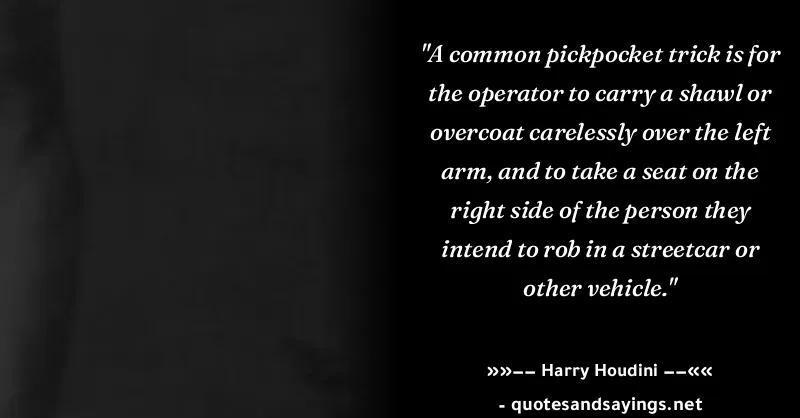 "A common pickpocket trick is for
the operator to carry a shawl or
overcoat carelessly over the left
arm, and to take a seat on the
right side of the person they
intend to rob in a streetcar or
other vehicle."
»»−− Harry Houdini −−««
- quotesandsayings.net